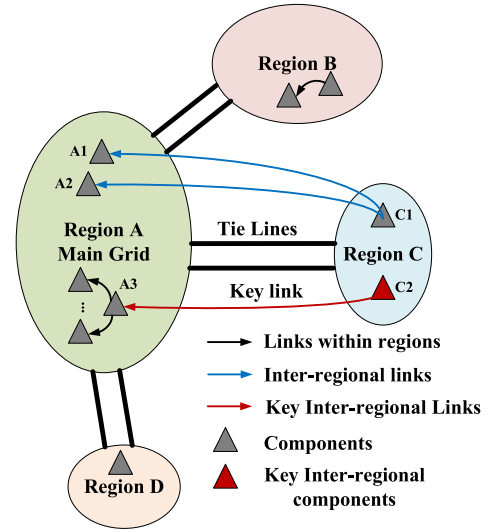 Region B
A1
A2
C1
Region A
Main Grid
Tie Lines
Region C
A3
...
Key link
C2
Links within regions
Inter-regional links
Key Inter-regional Links
Components
Key Inter-regional
components
Region D